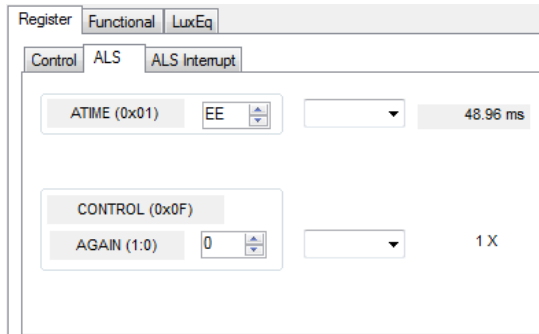 Register Functional LuxEq
Control ALS ALS Interrupt
ATIME (0x01) EE 48.96 ms
CONTROL (0x0F)
AGAIN (1:0) 0 1 X